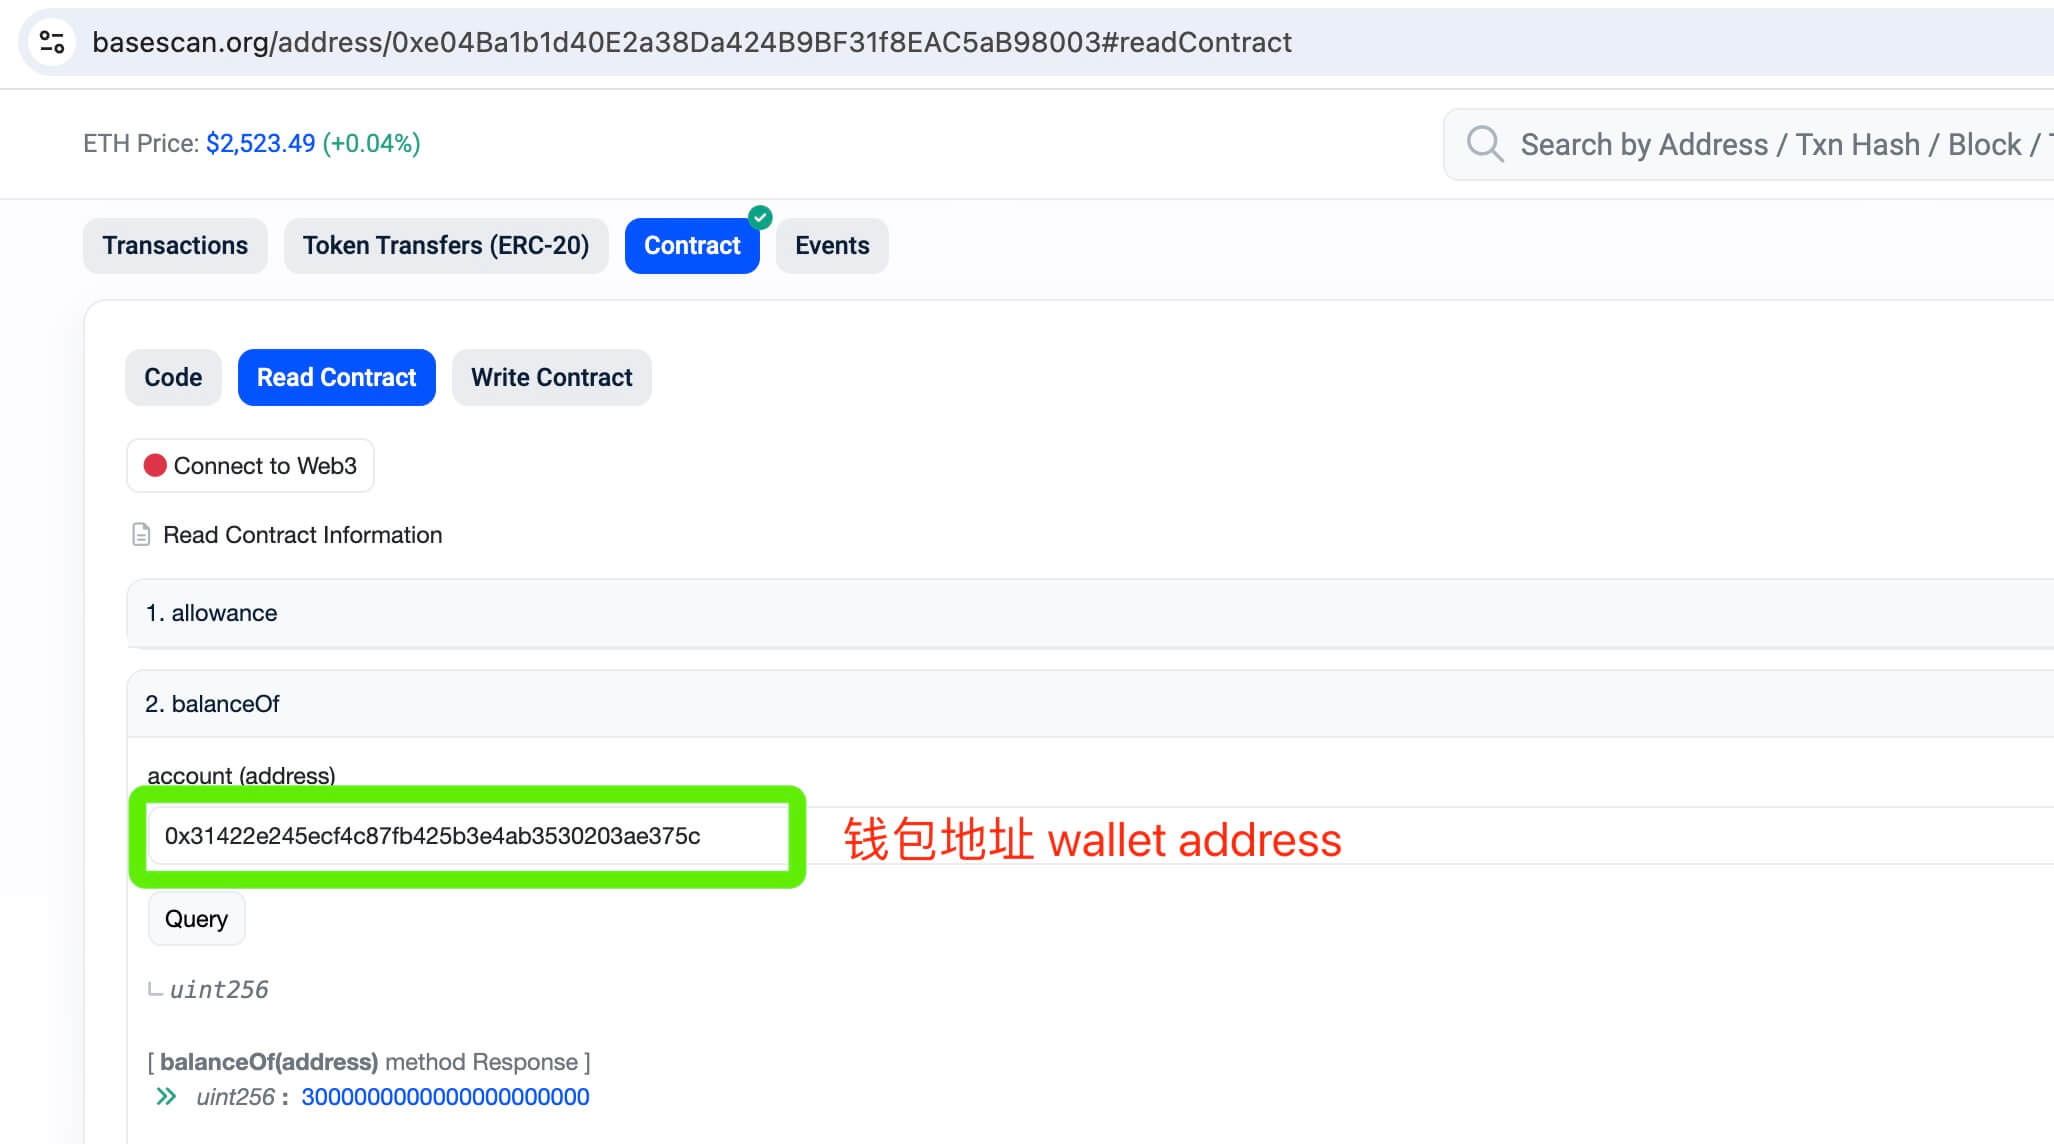 basescan.org/address/0xe04Ba1b1d40E2a38Da424B9BF31f8EAC5aB98003#readContract
ETH Price: $2,523.49 (+0.04%)
Search by Address / Txn Hash / Block /
Transactions
Token Transfers (ERC-20)
Contract
Events
Code
Read Contract
Write Contract
Connect to Web3
Read Contract Information
1. allowance
2. balanceOf
account (address)
0x31422e245ecf4c87fb425b3e4ab3530203ae375c
钱包地址 wallet address
Query
uint256
[ balanceOf(address) method Response ]
uint256 : 3000000000000000000000